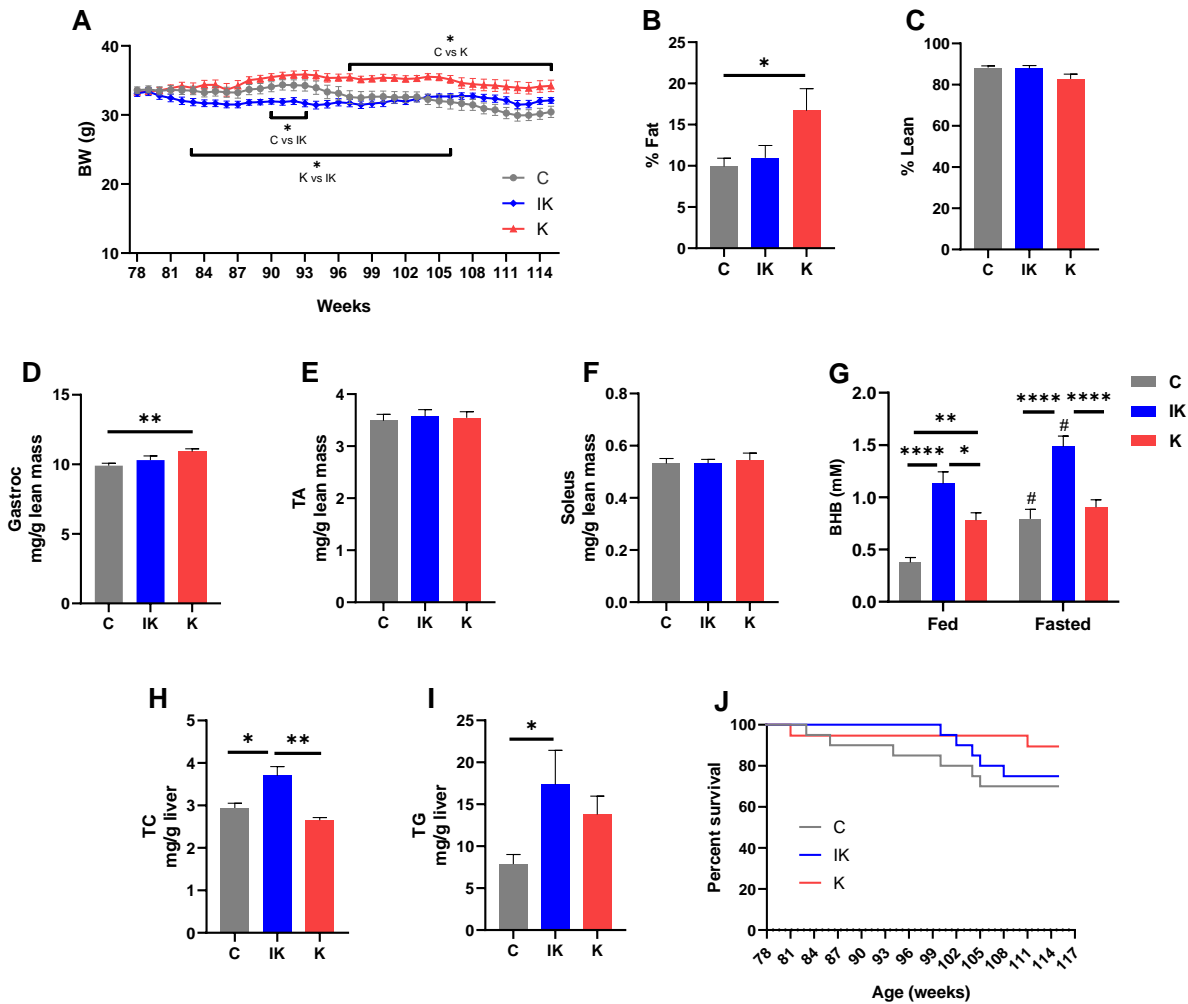 A
BW (g)
40
30
20
10
*
C vs K
*
C vs IK
*
K vs IK
C
IK
K
78 81 84 87 90 93 96 99 102 105 108 111 114
Weeks
B
% Fat
25
20
15
10
5
0
*
C IK K
C
% Lean
100
80
60
40
20
0
C IK K
D
Gastroc
mg/g lean mass
15
10
5
0
**
C IK K
E
TA
mg/g lean mass
4
3
2
1
0
C IK K
F
Soleus
mg/g lean mass
0.8
0.6
0.4
0.2
0.0
C IK K
G
BHB (mM)
2.0
1.5
1.0
0.5
0.0
**
**** *
#
**** ****
#
Fed Fasted
C
IK
K
H
TC
mg/g liver
5
4
3
2
1
0
* **
C IK K
I
TG
mg/g liver
25
20
15
10
5
0
*
C IK K
J
Percent survival
100
80
60
40
20
0
C
IK
K
78 81 84 87 90 93 96 99 102 105 108 111 114 117
Age (weeks)